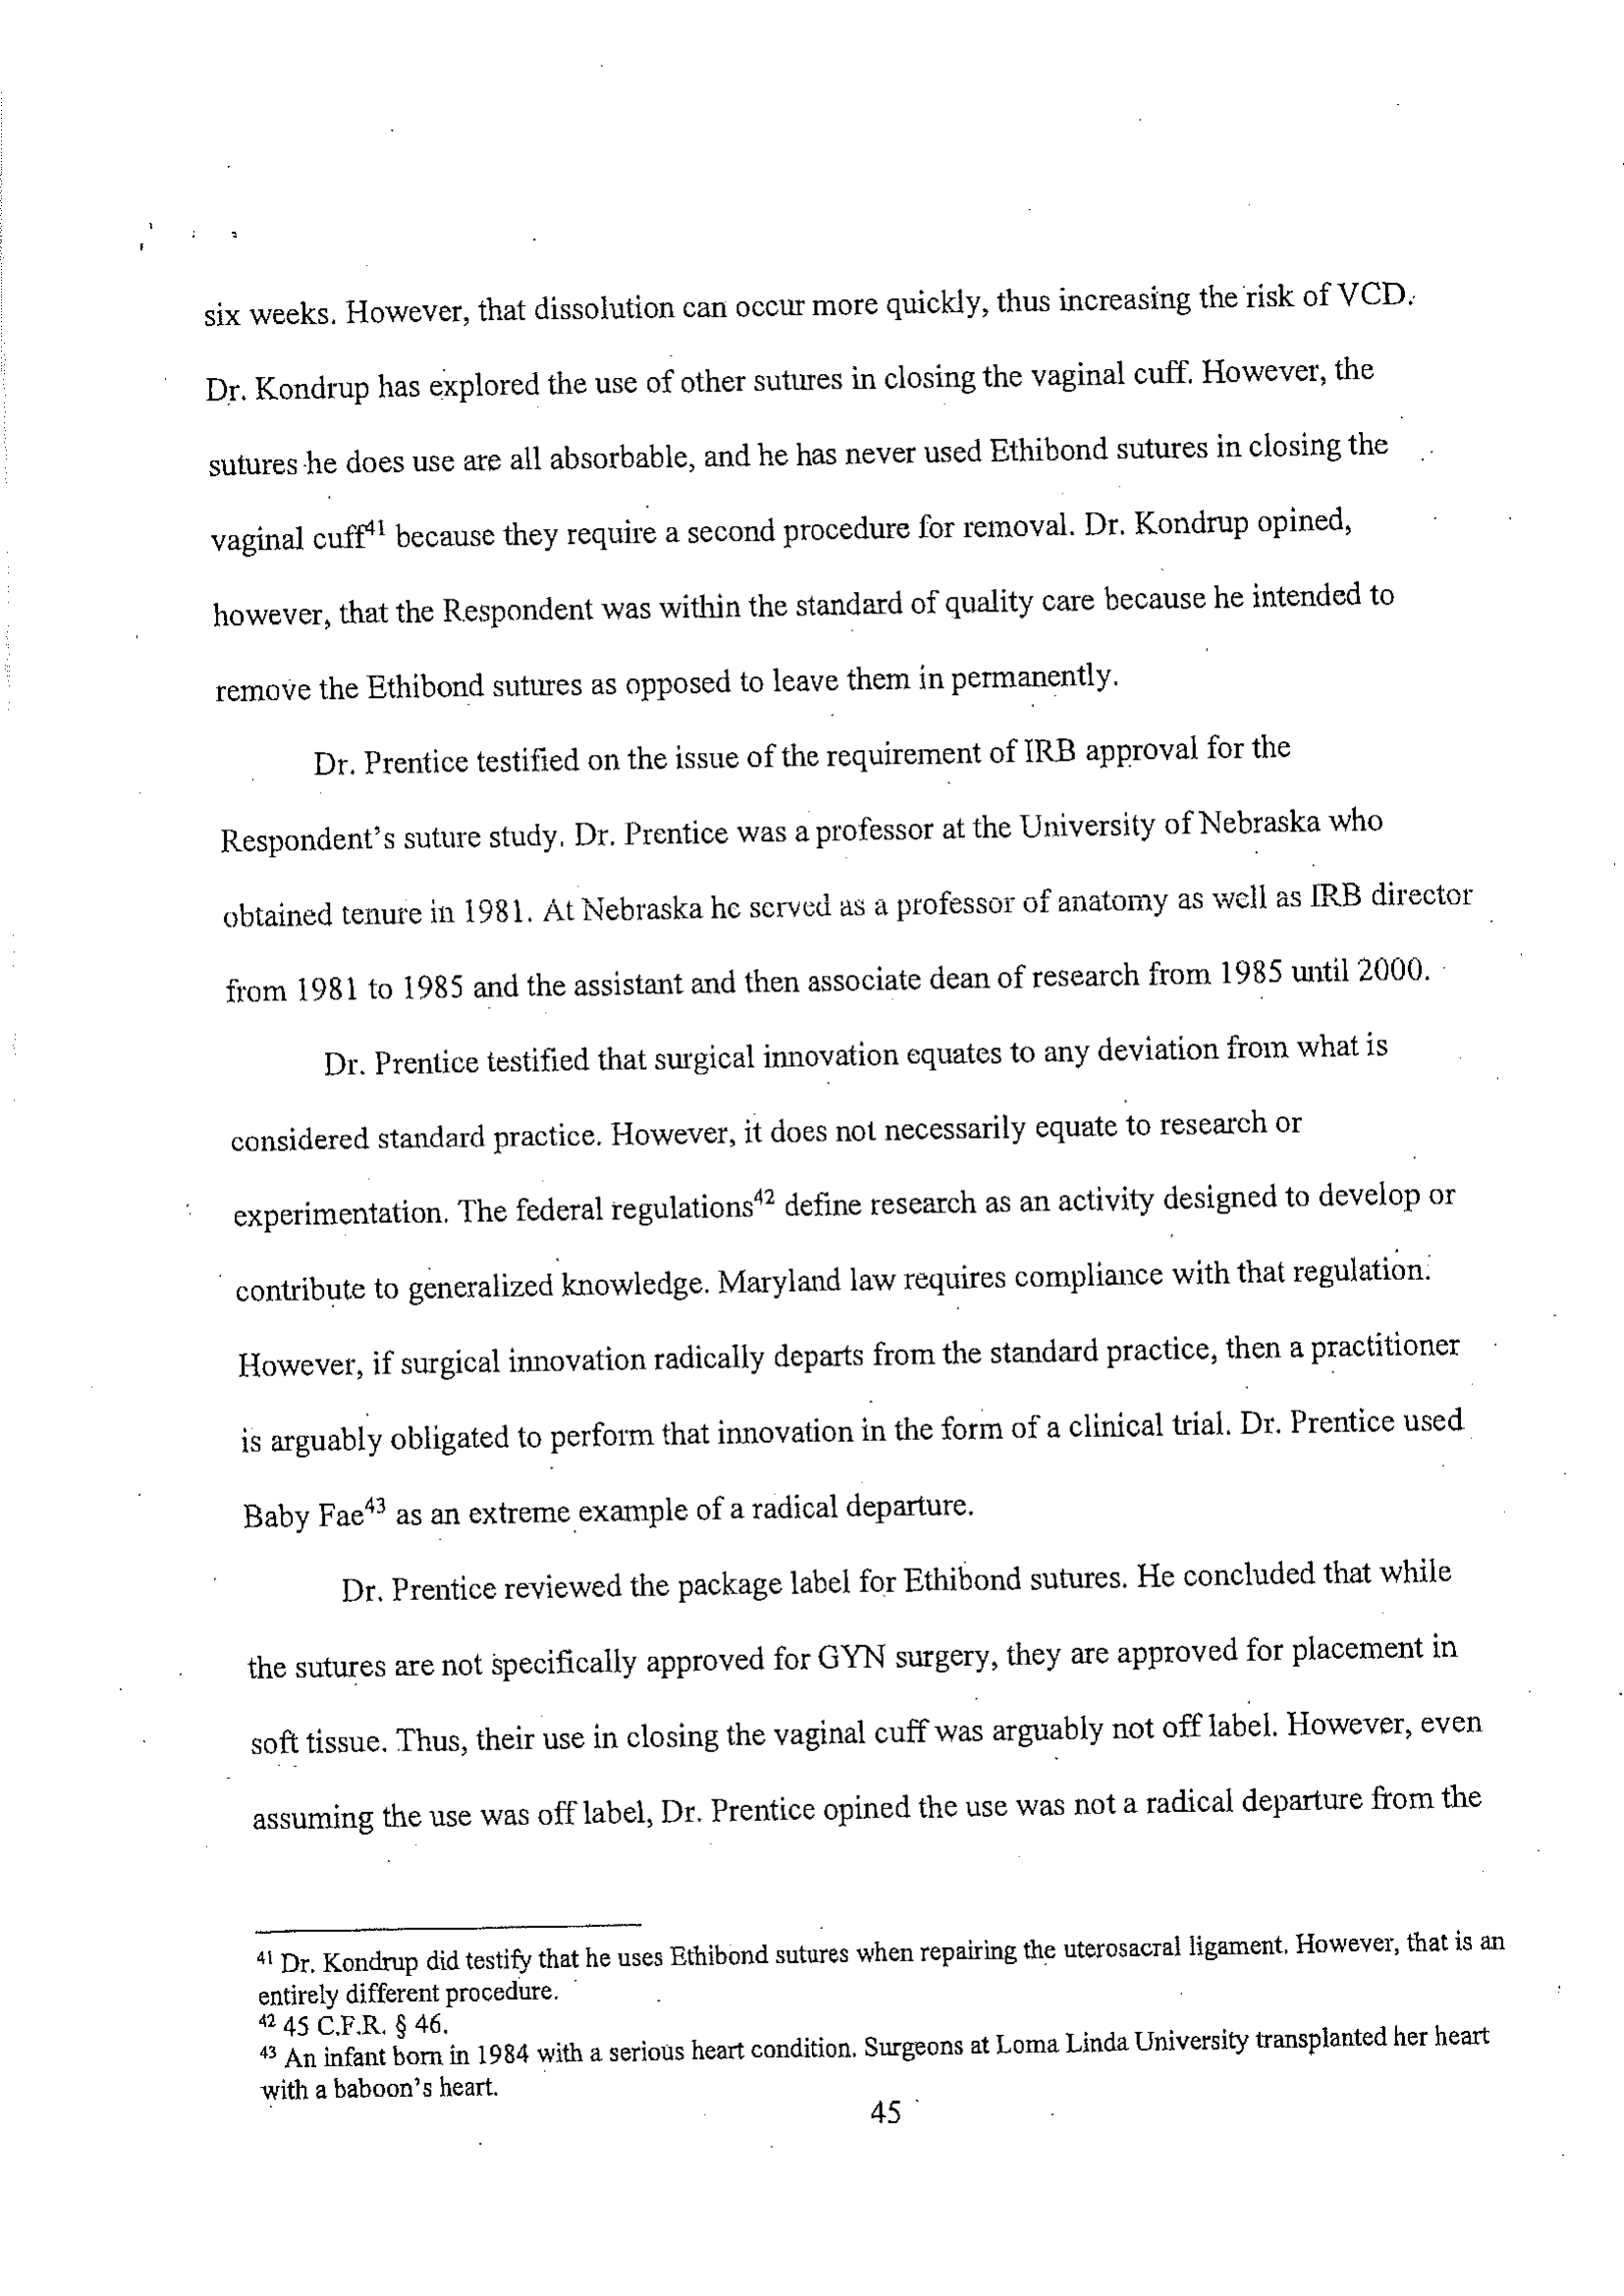 six weeks. However, that dissolution can occur more quickly, thus increasing the risk of VCD.
Dr. Kondrup has explored the use of other sutures in closing the vaginal cuff. However, the
sutures he does use are all absorbable, and he has never used Ethibond sutures in closing the
vaginal cuff⁴¹ because they require a second procedure for removal. Dr. Kondrup opined,
however, that the Respondent was within the standard of quality care because he intended to
remove the Ethibond sutures as opposed to leave them in permanently.
Dr. Prentice testified on the issue of the requirement of IRB approval for the
Respondent's suture study. Dr. Prentice was a professor at the University of Nebraska who
obtained tenure in 1981. At Nebraska he served as a professor of anatomy as well as IRB director
from 1981 to 1985 and the assistant and then associate dean of research from 1985 until 2000.
Dr. Prentice testified that surgical innovation equates to any deviation from what is
considered standard practice. However, it does not necessarily equate to research or
experimentation. The federal regulations⁴² define research as an activity designed to develop or
contribute to generalized knowledge. Maryland law requires compliance with that regulation.
However, if surgical innovation radically departs from the standard practice, then a practitioner
is arguably obligated to perform that innovation in the form of a clinical trial. Dr. Prentice used
Baby Fae⁴³ as an extreme example of a radical departure.
Dr. Prentice reviewed the package label for Ethibond sutures. He concluded that while
the sutures are not specifically approved for GYN surgery, they are approved for placement in
soft tissue. Thus, their use in closing the vaginal cuff was arguably not off label. However, even
assuming the use was off label, Dr. Prentice opined the use was not a radical departure from the
⁴¹ Dr. Kondrup did testify that he uses Ethibond sutures when repairing the uterosacral ligament. However, that is an
entirely different procedure.
⁴² 45 C.F.R. § 46.
⁴³ An infant born in 1984 with a serious heart condition. Surgeons at Loma Linda University transplanted her heart
with a baboon's heart.
45